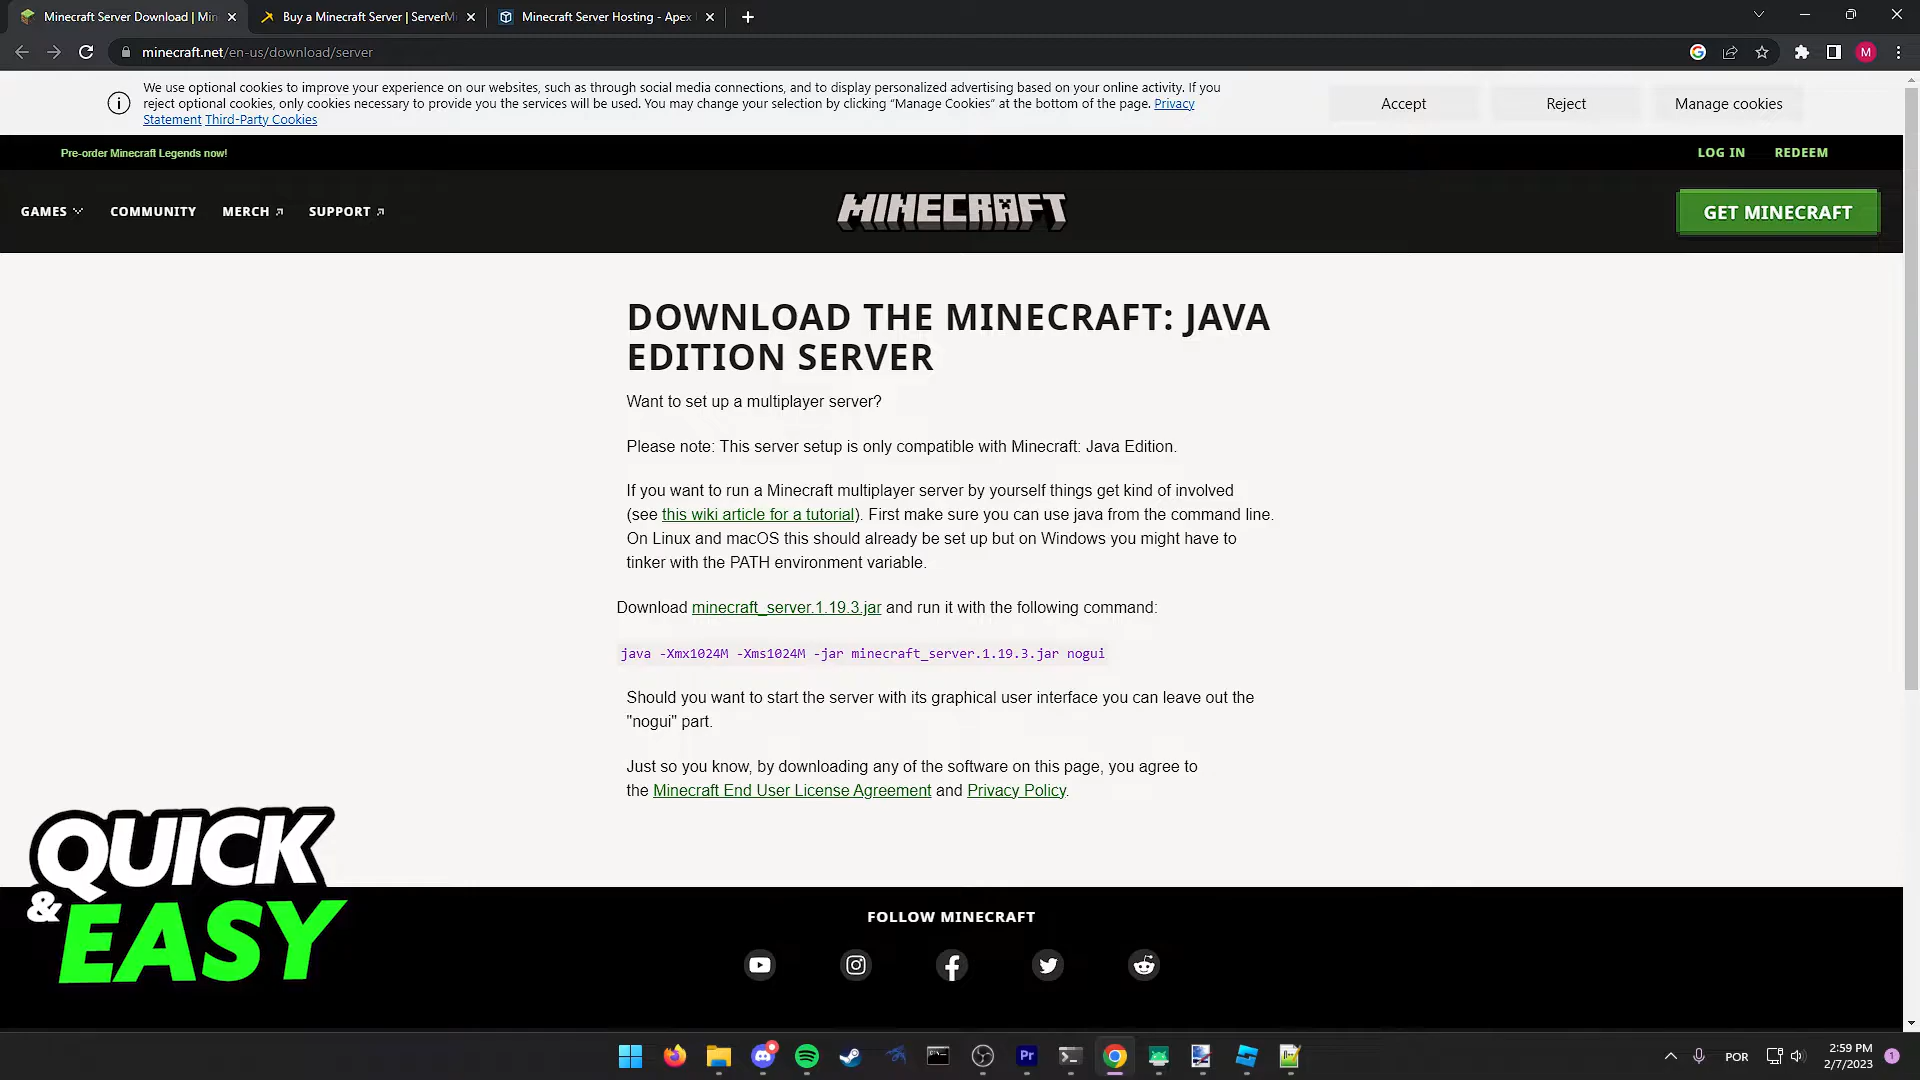 Minecraft Server Download | Min
Buy a Minecraft Server | ServerM
Minecraft Server Hosting - Apex
minecraft.net/en-us/download/server
M
We use optional cookies to improve your experience on our websites, such as through social media connections, and to display personalized advertising based on your online activity. If you
reject optional cookies, only cookies necessary to provide you the services will be used. You may change your selection by clicking “Manage Cookies” at the bottom of the page. Privacy
Statement Third-Party Cookies
Accept
Reject
Manage cookies
Pre-order Minecraft Legends now!
LOG IN
REDEEM
GAMES
COMMUNITY
MERCH
SUPPORT
MINECRAFT
GET MINECRAFT
DOWNLOAD THE MINECRAFT: JAVA
EDITION SERVER
Want to set up a multiplayer server?
Please note: This server setup is only compatible with Minecraft: Java Edition.
If you want to run a Minecraft multiplayer server by yourself things get kind of involved
(see this wiki article for a tutorial). First make sure you can use java from the command line.
On Linux and macOS this should already be set up but on Windows you might have to
tinker with the PATH environment variable.
Download minecraft_server.1.19.3.jar and run it with the following command:
java -Xmx1024M -Xms1024M -jar minecraft_server.1.19.3.jar nogui
Should you want to start the server with its graphical user interface you can leave out the
"nogui" part.
Just so you know, by downloading any of the software on this page, you agree to
the Minecraft End User License Agreement and Privacy Policy.
QUICK
& EASY
FOLLOW MINECRAFT
Pr
POR
2:59 PM
2/7/2023
1